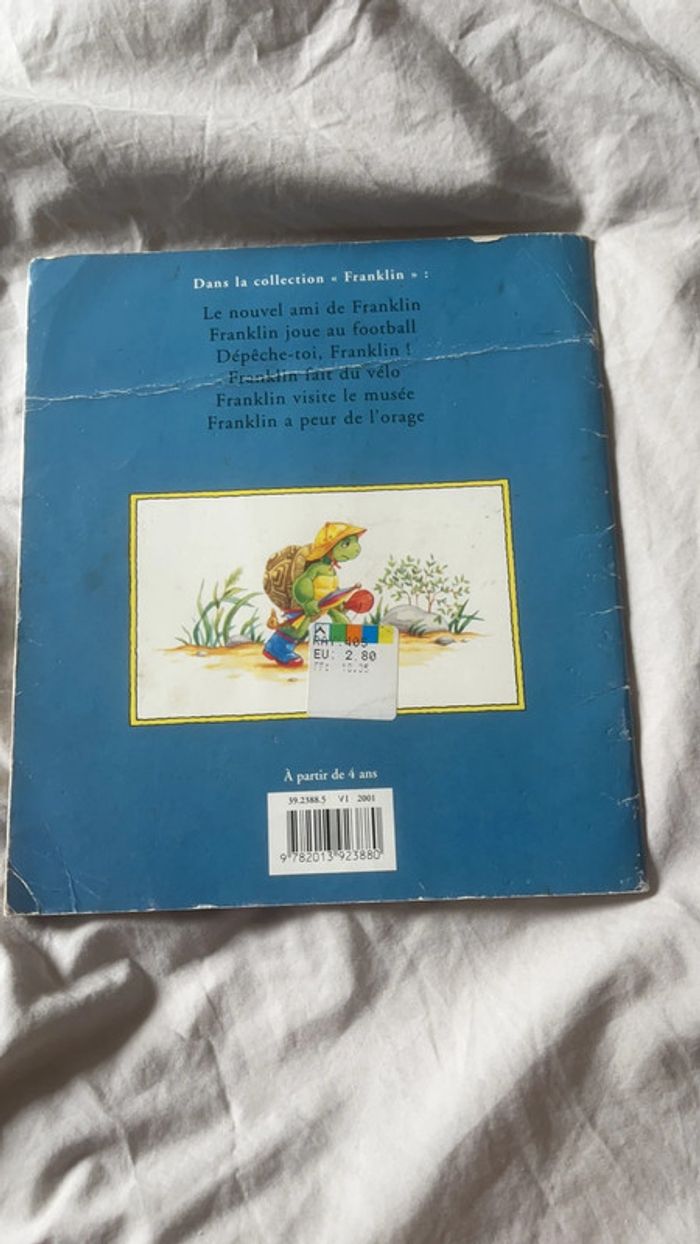 Dans la collection « Franklin » :
Le nouvel ami de Franklin
Franklin joue au football
Dépêche-toi, Franklin !
Franklin fait du vélo
Franklin visite le musée
Franklin a peur de l'orage
RAY:405
EU: 2.80
À partir de 4 ans
39.2388.5 VI 2001
9 782013 923880